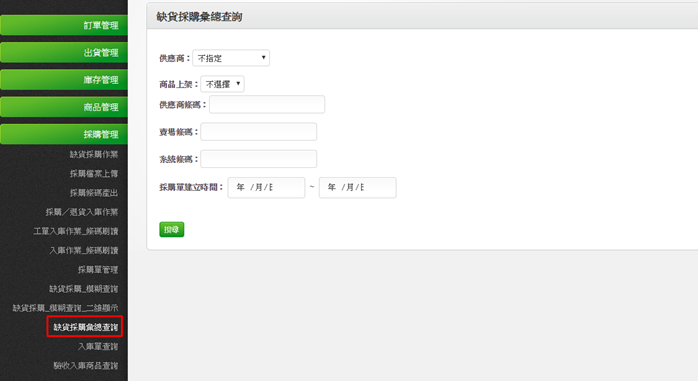 訂單管理
出貨管理
庫存管理
商品管理
採購管理
缺貨採購作業
採購檔案上傳
採購條碼產出
採購／退貨入庫作業
工單入庫作業_條碼刷讀
入庫作業_條碼刷讀
採購單管理
缺貨採購_模糊查詢
缺貨採購_模糊查詢_二語顯示
缺貨採購彙總查詢
入庫單查詢
驗收入庫商品查詢
缺貨採購彙總查詢
供應商： 不指定
商品上架： 不選擇
供應商條碼：
賣場條碼：
系統條碼：
採購單建立時間： 年 /月/日 ~ 年 /月/日
搜尋